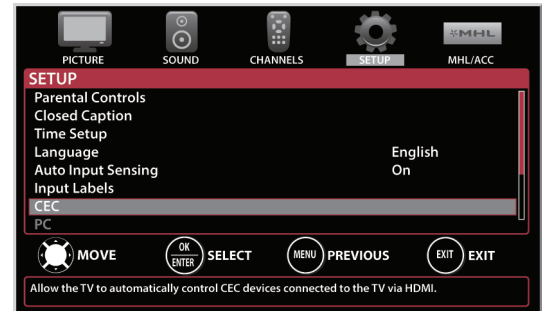 MHL
PICTURE SOUND CHANNELS SETUP MHL/ACC
SETUP
Parental Controls
Closed Caption
Time Setup
Language English
Auto Input Sensing On
Input Labels
CEC
PC
MOVE OK ENTER SELECT MENU PREVIOUS EXIT EXIT
Allow the TV to automatically control CEC devices connected to the TV via HDMI.